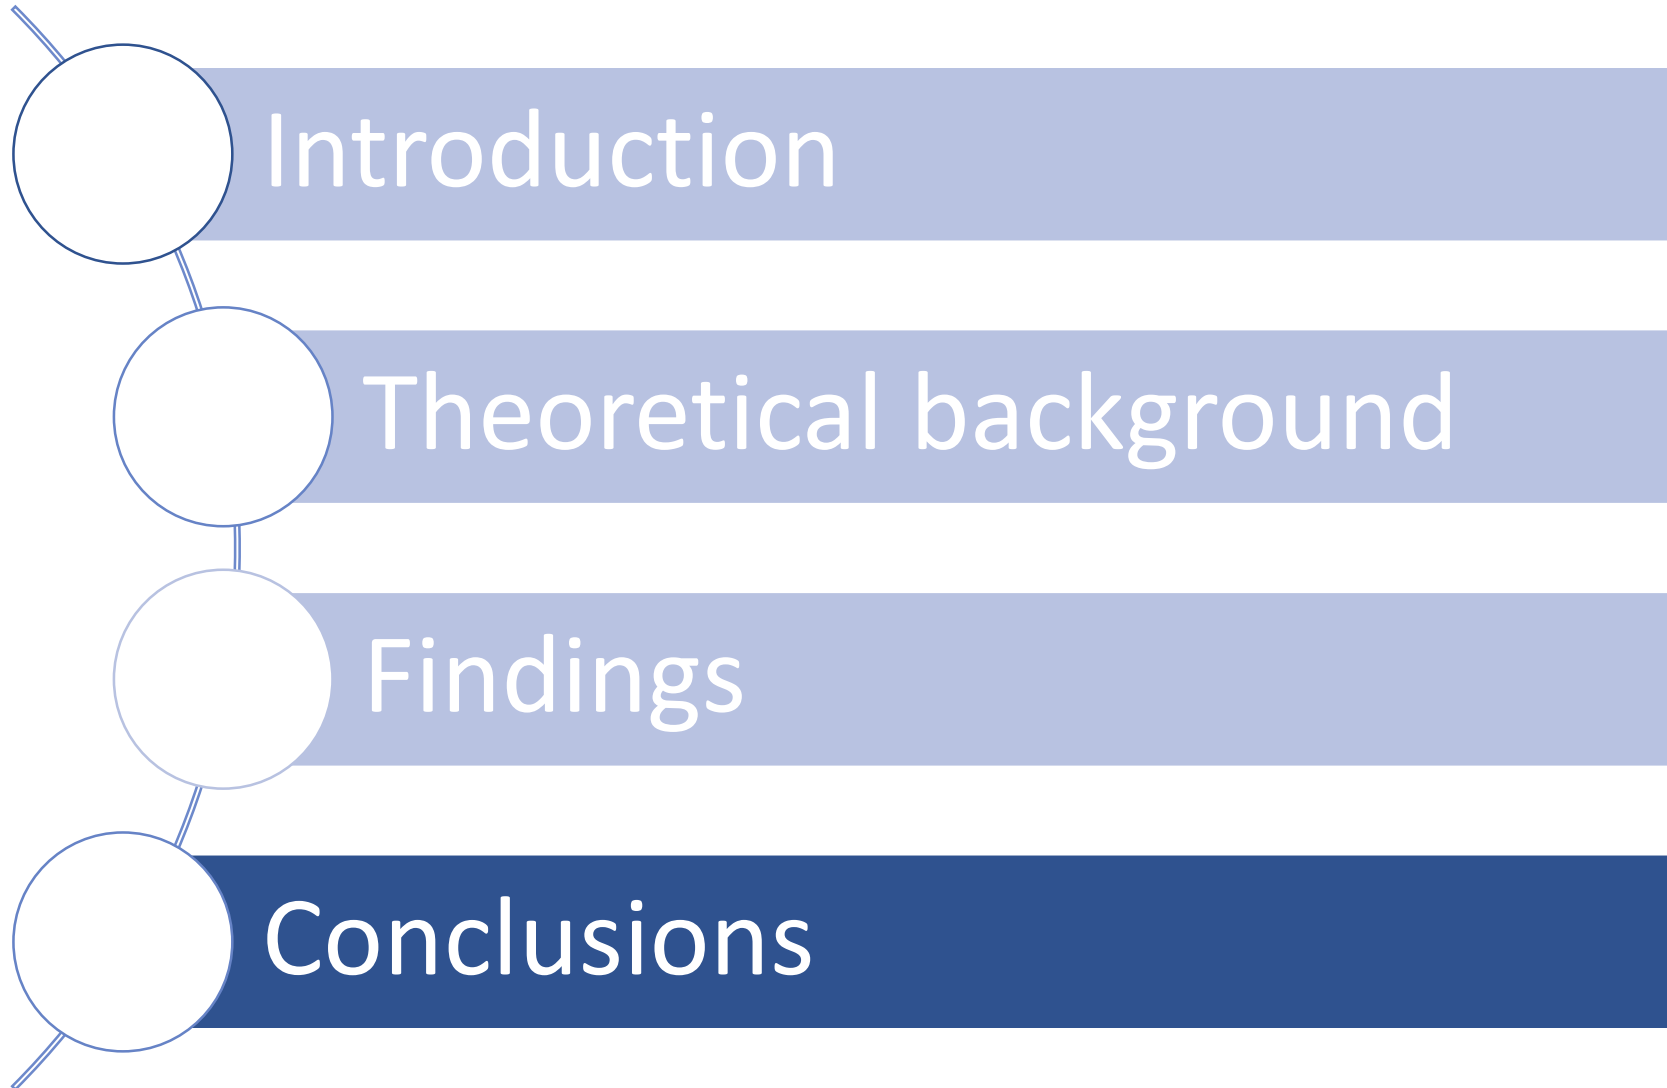 Introduction
Theoretical background
Findings
Conclusions